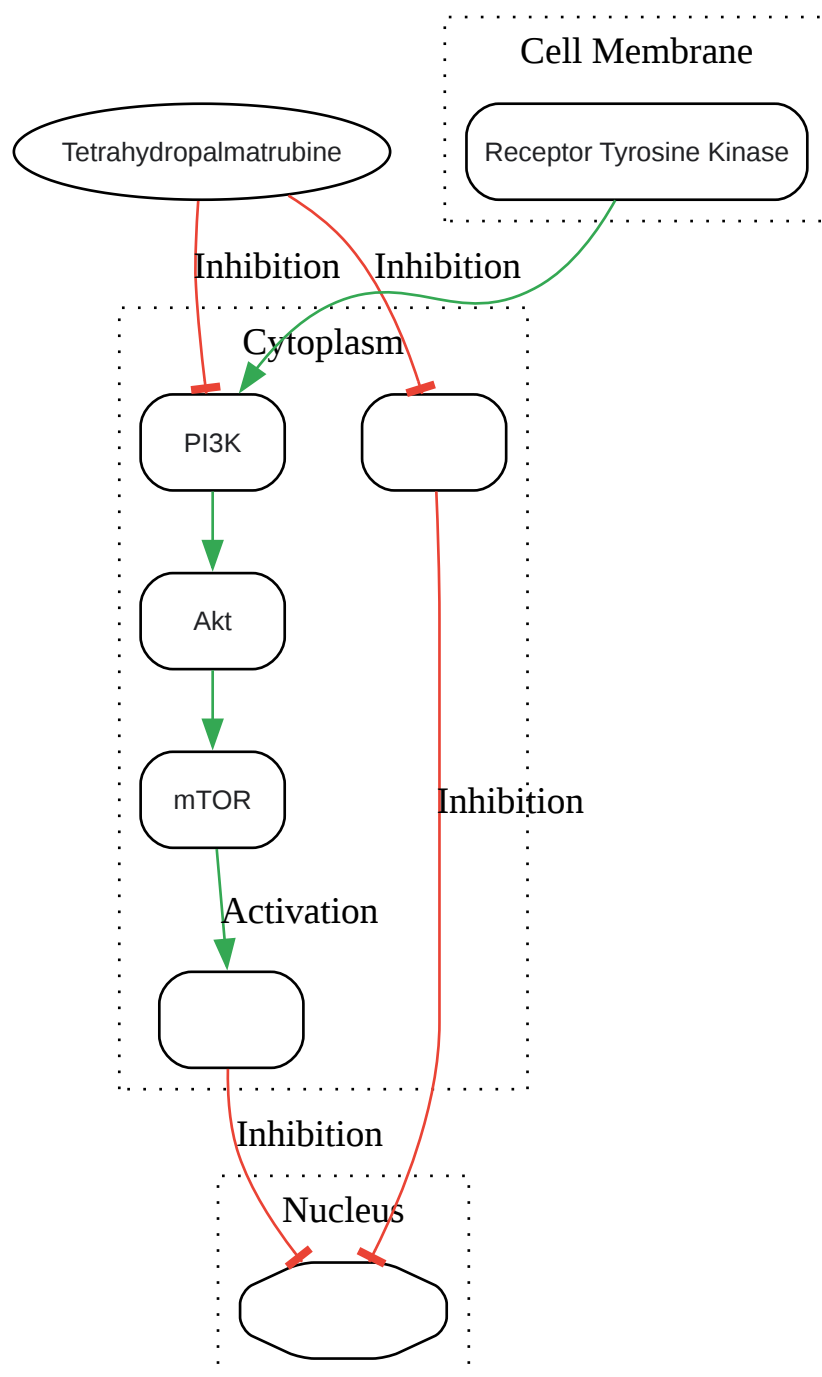 Cell Membrane
Tetrahydropalmatrubine
Receptor Tyrosine Kinase
Inhibition
Inhibition
Cytoplasm
PI3K
Akt
mTOR
Inhibition
Activation
Inhibition
Nucleus